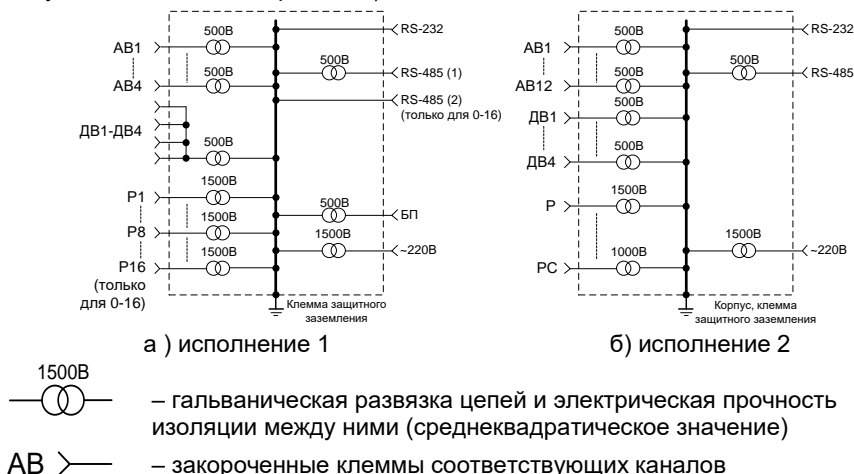 500В
АВ1
500В
АВ4
ДВ1-ДВ4
500В
1500В
Р1
1500В
Р8
1500В
Р16
(только
для 0-16)
RS-232
500В
RS-485 (1)
RS-485 (2)
(только для 0-16)
500В
БП
1500В
~220В
Клемма защитного
заземления
а ) исполнение 1
500В
АВ1
500В
АВ12
500В
ДВ1
500В
ДВ4
1500В
Р
1000В
РС
RS-232
500В
RS-485
1500В
~220В
Корпус, клемма
защитного заземления
б) исполнение 2
1500В
– гальваническая развязка цепей и электрическая прочность
изоляции между ними (среднеквадратическое значение)
АВ
– закороченные клеммы соответствующих каналов